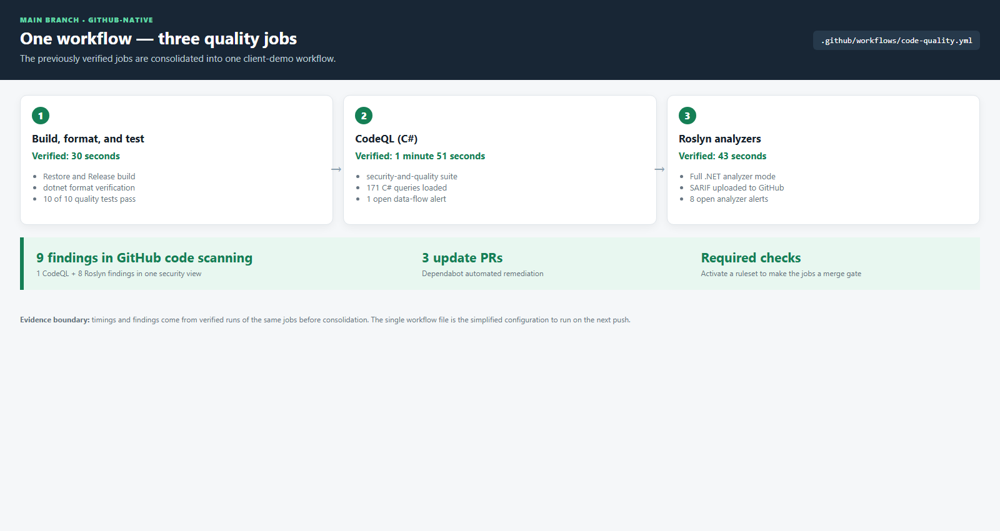 MAIN BRANCH • GITHUB-NATIVE
One workflow — three quality jobs
The previously verified jobs are consolidated into one client-demo workflow.
.github/workflows/code-quality.yml
1
Build, format, and test
Verified: 30 seconds
• Restore and Release build
• dotnet format verification
• 10 of 10 quality tests pass
→
2
CodeQL (C#)
Verified: 1 minute 51 seconds
• security-and-quality suite
• 171 C# queries loaded
• 1 open data-flow alert
→
3
Roslyn analyzers
Verified: 43 seconds
• Full .NET analyzer mode
• SARIF uploaded to GitHub
• 8 open analyzer alerts
9 findings in GitHub code scanning
1 CodeQL + 8 Roslyn findings in one security view
3 update PRs
Dependabot automated remediation
Required checks
Activate a ruleset to make the jobs a merge gate
Evidence boundary: timings and findings come from verified runs of the same jobs before consolidation. The single workflow file is the simplified configuration to run on the next push.